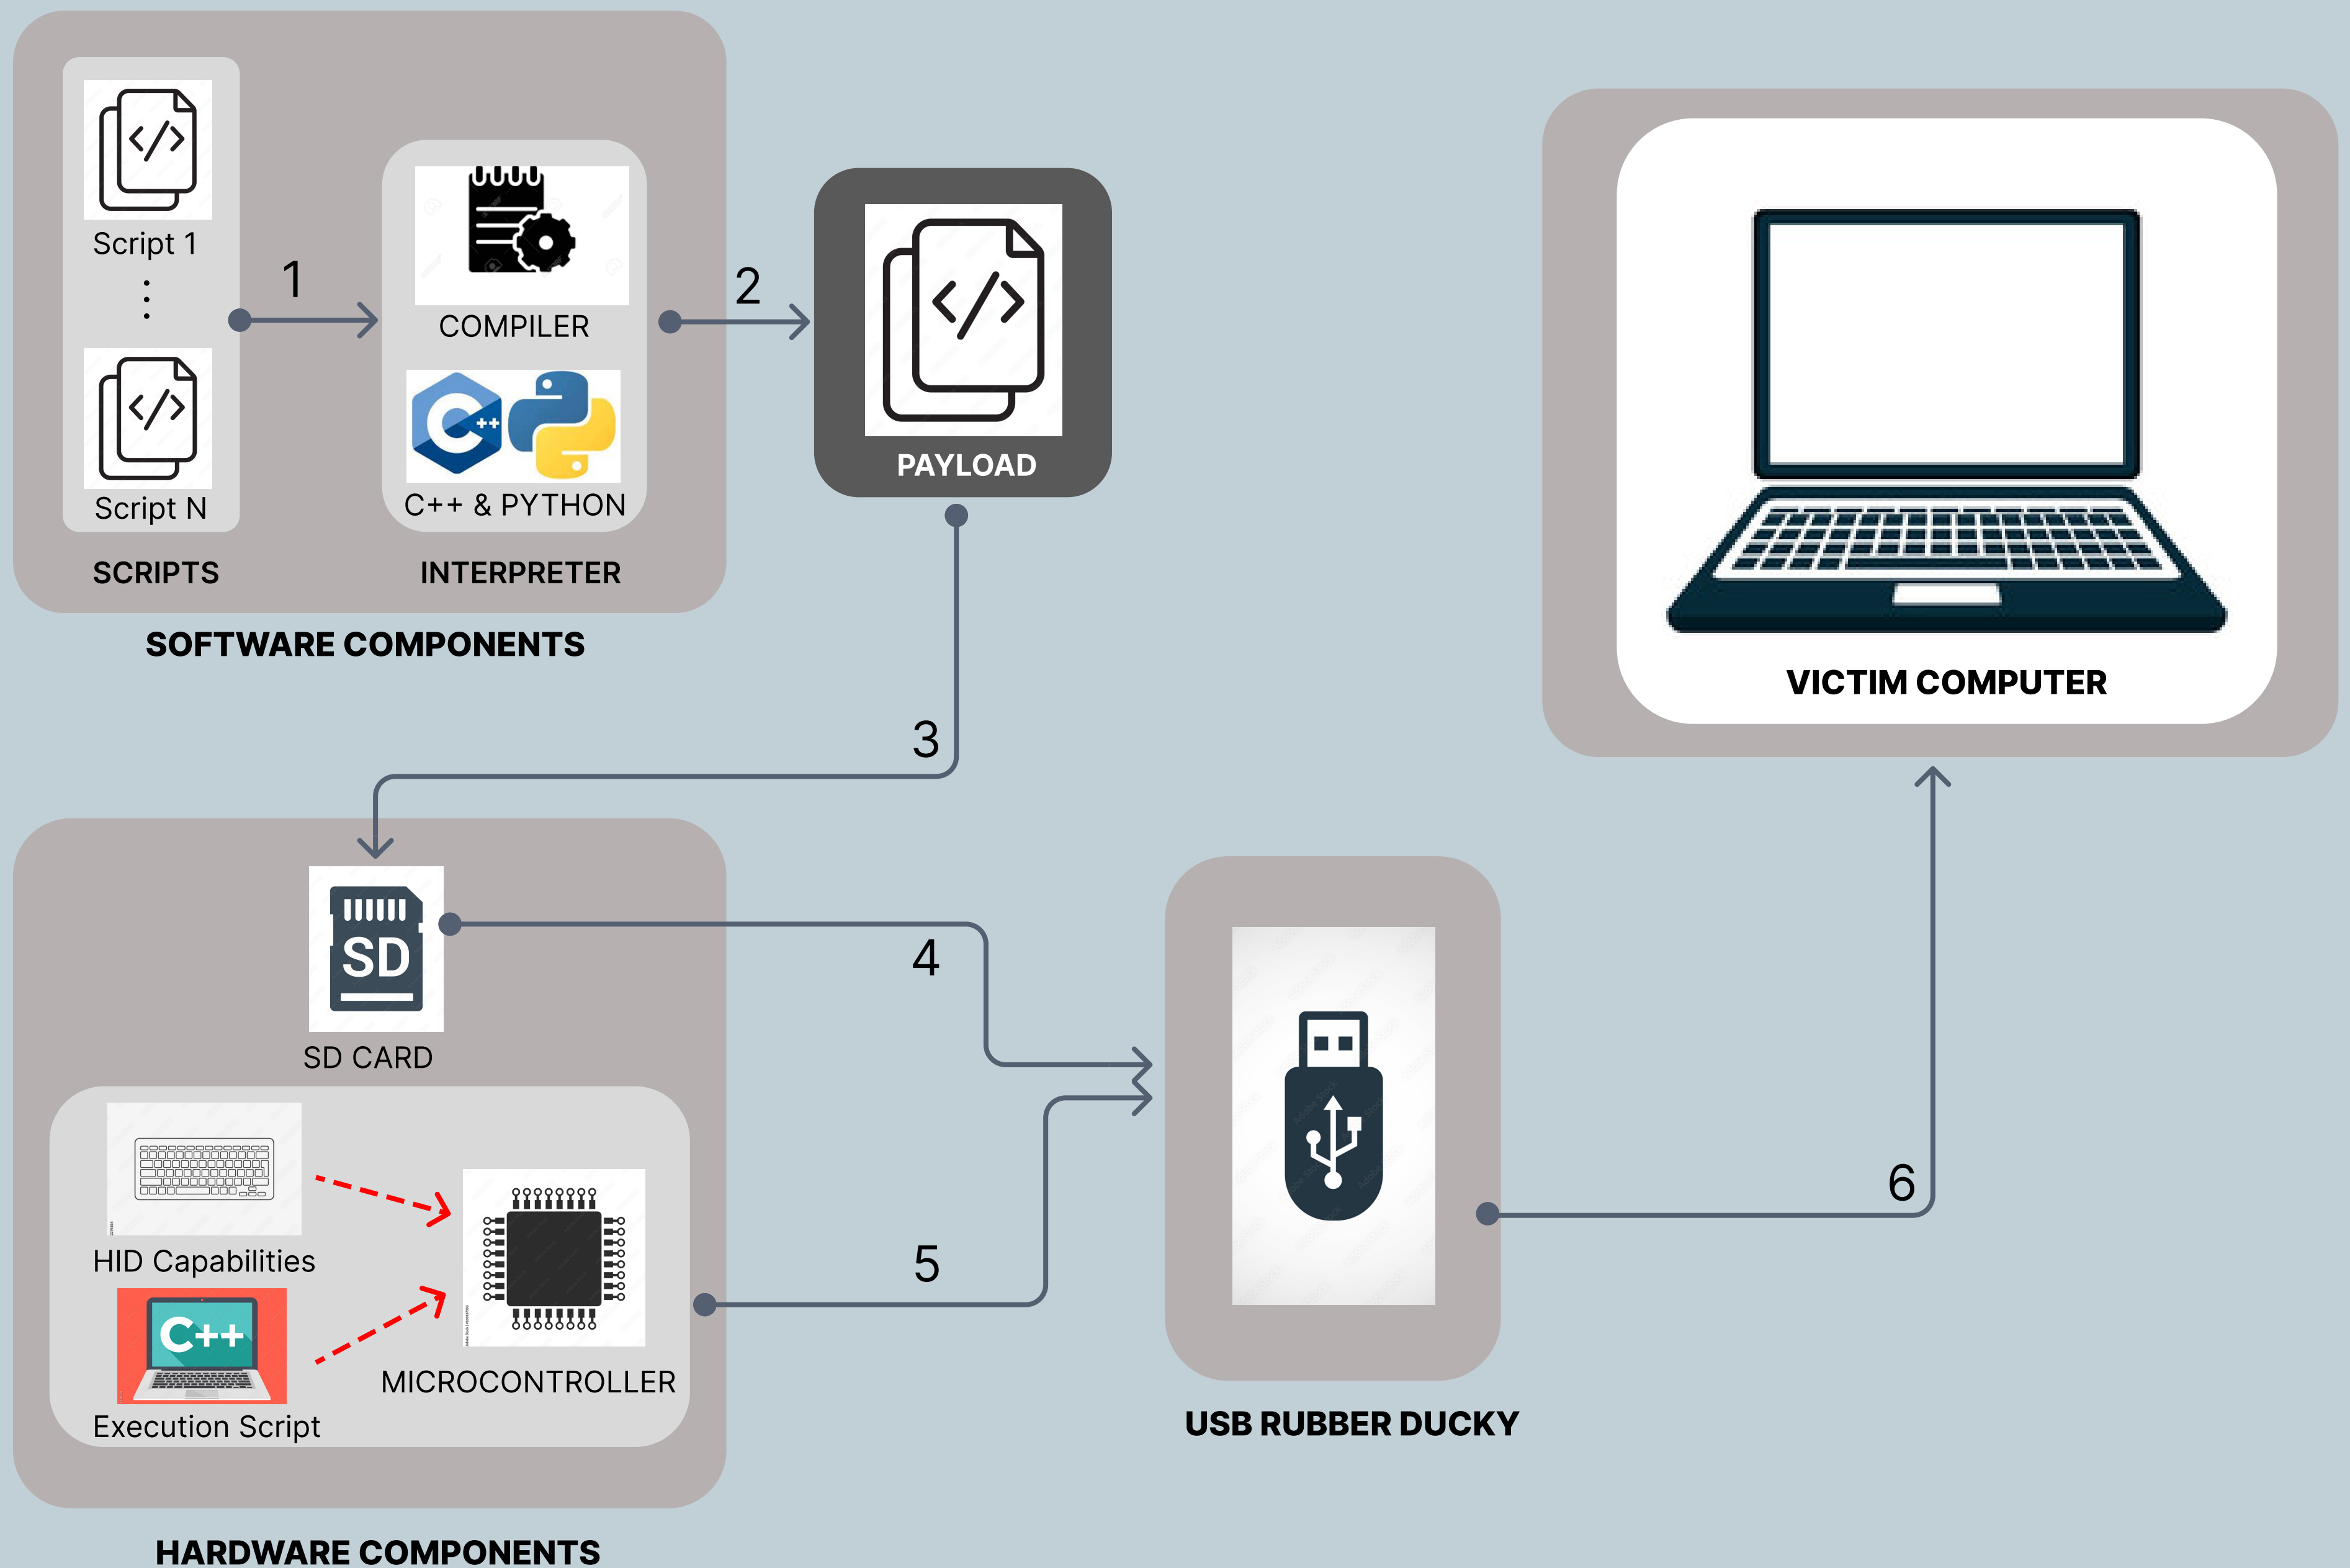 Script 1
Script N
SCRIPTS
1
COMPILER
C++
C++ & PYTHON
INTERPRETER
SOFTWARE COMPONENTS
2
PAYLOAD
3
VICTIM COMPUTER
SD
SD CARD
4
HID Capabilities
C++
Execution Script
MICROCONTROLLER
5
HARDWARE COMPONENTS
USB RUBBER DUCKY
6